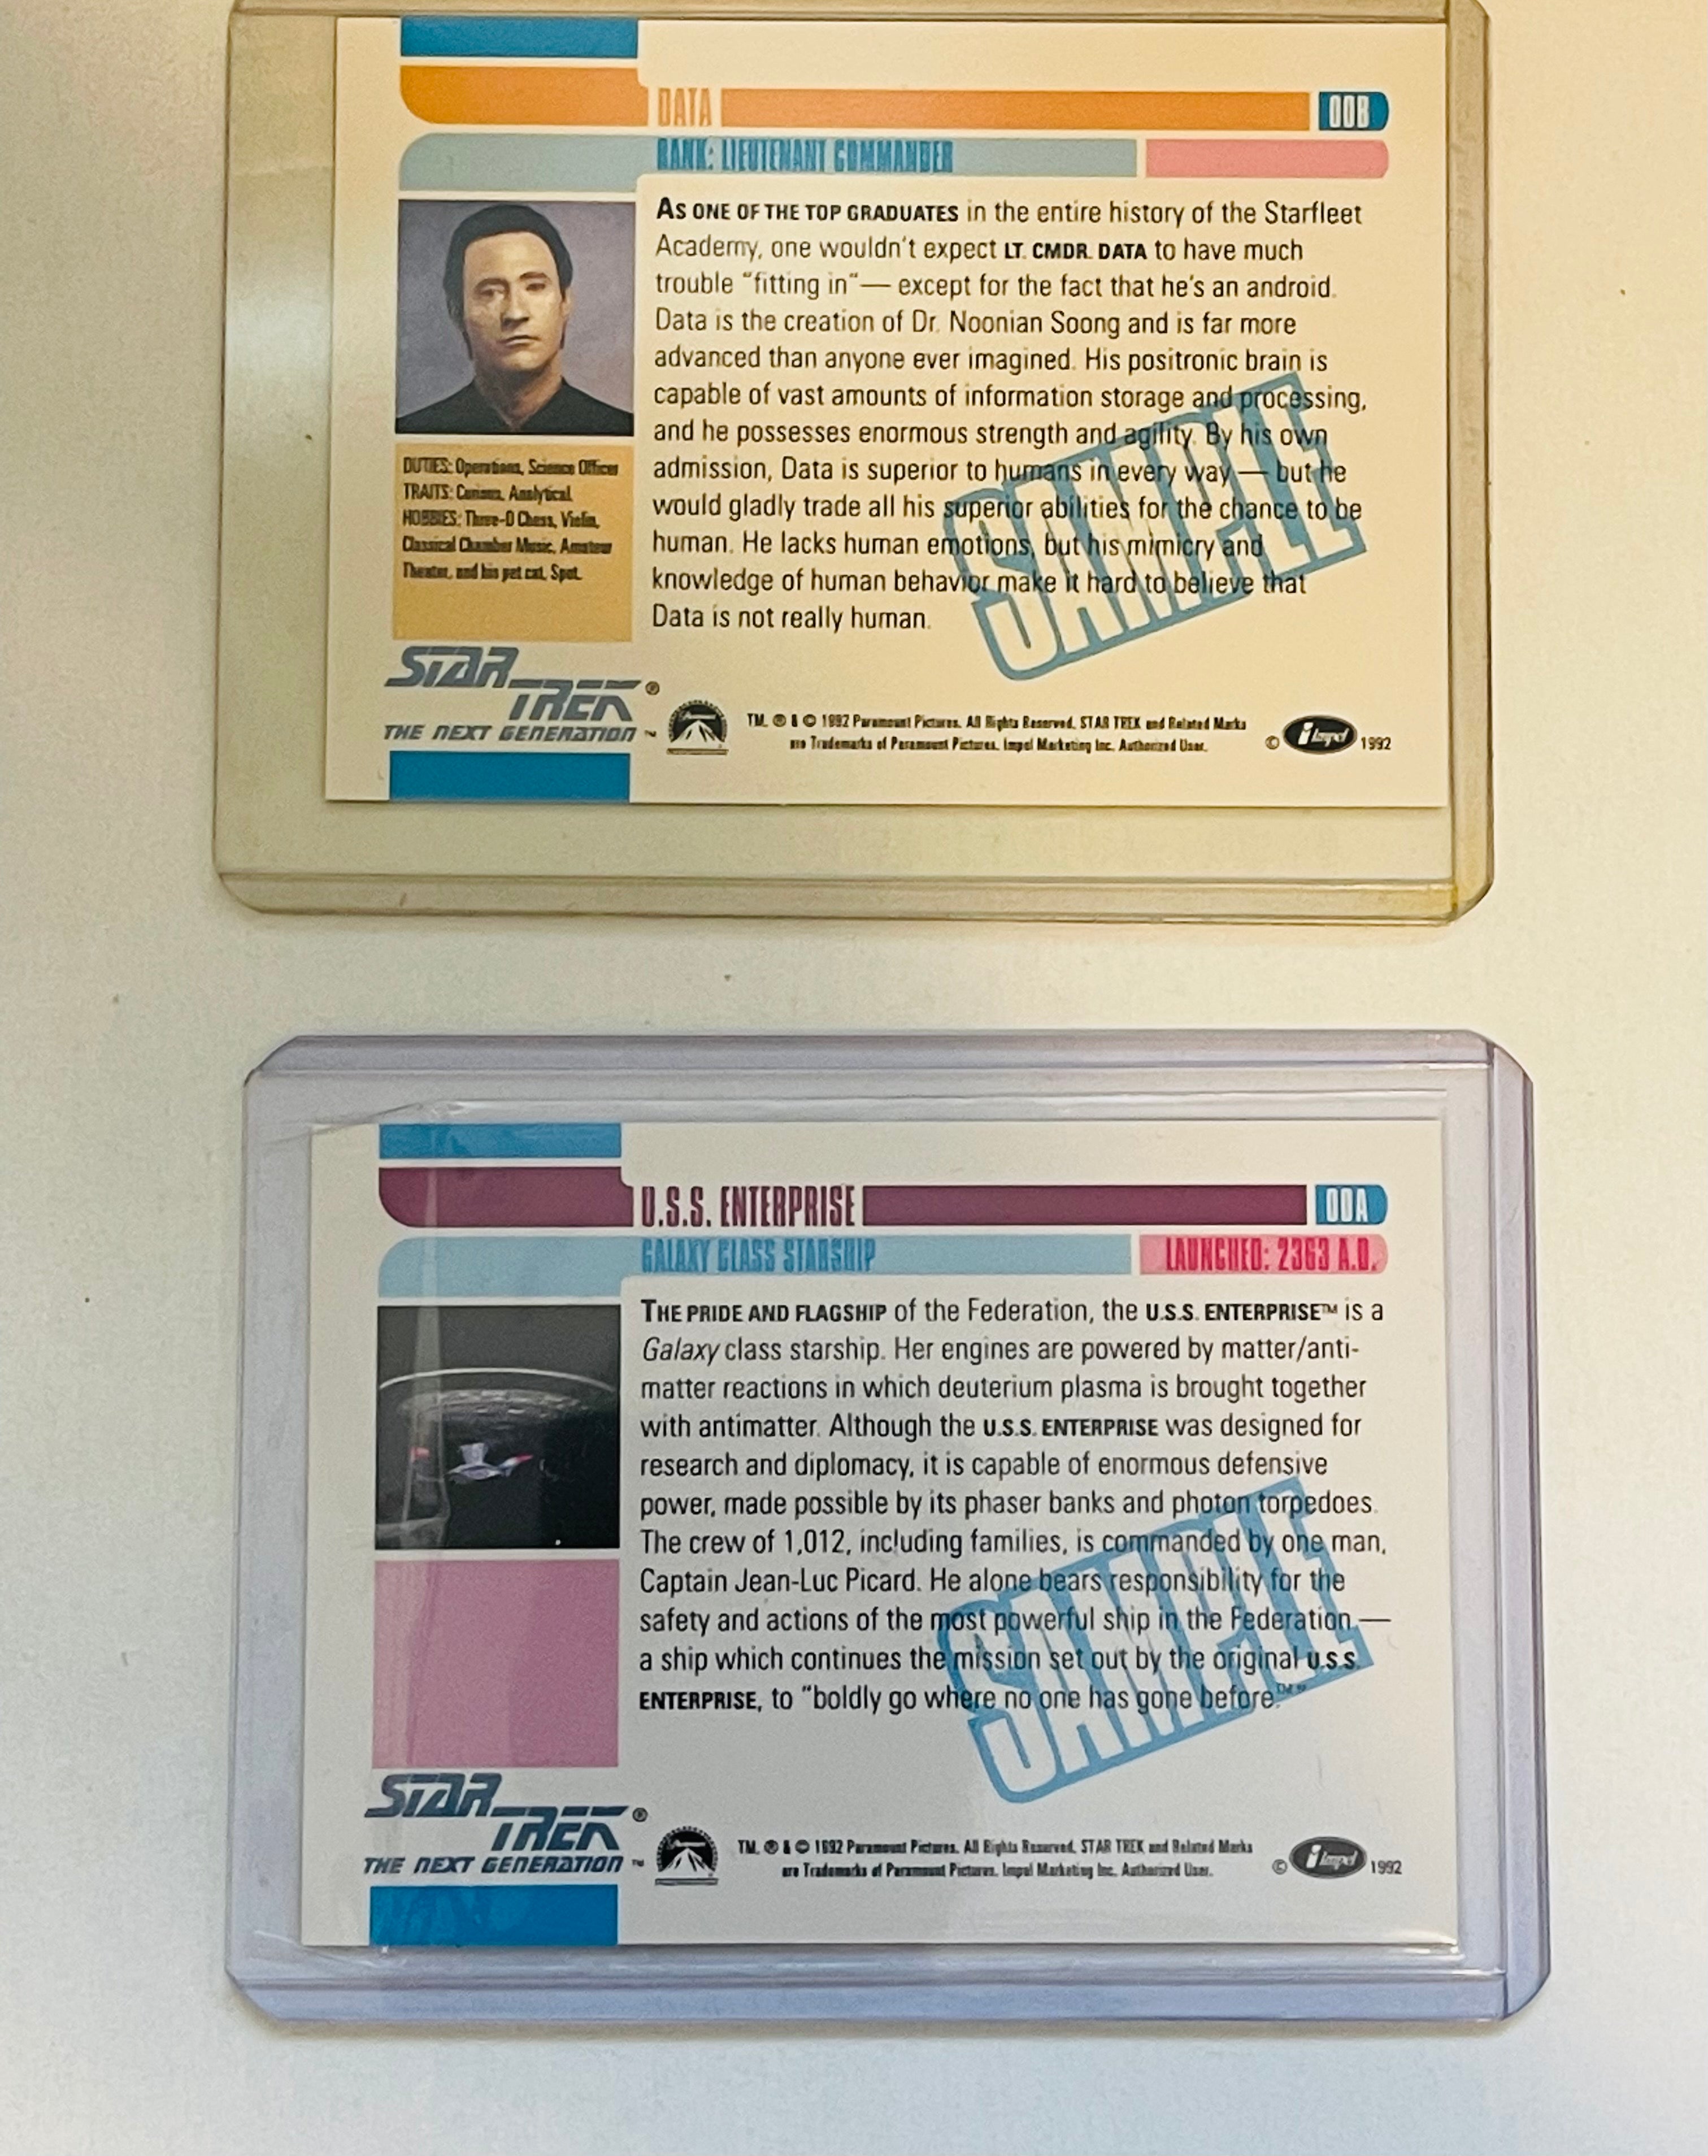 DATA 00B
RANK: LIEUTENANT COMMANDER
AS ONE OF THE TOP GRADUATES in the entire history of the Starfleet
Academy, one wouldn't expect LT. CMDR. DATA to have much
trouble "fitting in"— except for the fact that he's an android.
Data is the creation of Dr. Noonian Soong and is far more
advanced than anyone ever imagined. His positronic brain is
capable of vast amounts of information storage and processing,
and he possesses enormous strength and agility. By his own
admission, Data is superior to humans in every way — but he
would gladly trade all his superior abilities for the chance to be
human. He lacks human emotions, but his mimicry and
knowledge of human behavior make it hard to believe that
Data is not really human.
SAMPLE
DUTIES: Operations, Science Officer
TRAITS: Curious, Analytical
HOBBIES: Three-D Chess, Violin,
Classical Chamber Music, Amateur
Theater, and his pet cat, Spot.
STAR TREK®
THE NEXT GENERATION™
Paramount
TM, ® & © 1992 Paramount Pictures. All Rights Reserved. STAR TREK and Related Marks
are Trademarks of Paramount Pictures. Impel Marketing Inc. Authorized User.
© impel 1992
U.S.S. ENTERPRISE 00A
GALAXY CLASS STARSHIP LAUNCHED: 2363 A.D.
THE PRIDE AND FLAGSHIP of the Federation, the U.S.S. ENTERPRISE™ is a
Galaxy class starship. Her engines are powered by matter/anti-
matter reactions in which deuterium plasma is brought together
with antimatter. Although the U.S.S. ENTERPRISE was designed for
research and diplomacy, it is capable of enormous defensive
power, made possible by its phaser banks and photon torpedoes.
The crew of 1,012, including families, is commanded by one man,
Captain Jean-Luc Picard. He alone bears responsibility for the
safety and actions of the most powerful ship in the Federation —
a ship which continues the mission set out by the original U.S.S.
ENTERPRISE, to "boldly go where no one has gone before.™"
SAMPLE
STAR TREK®
THE NEXT GENERATION™
Paramount
TM, ® & © 1992 Paramount Pictures. All Rights Reserved. STAR TREK and Related Marks
are Trademarks of Paramount Pictures. Impel Marketing Inc. Authorized User.
© impel 1992